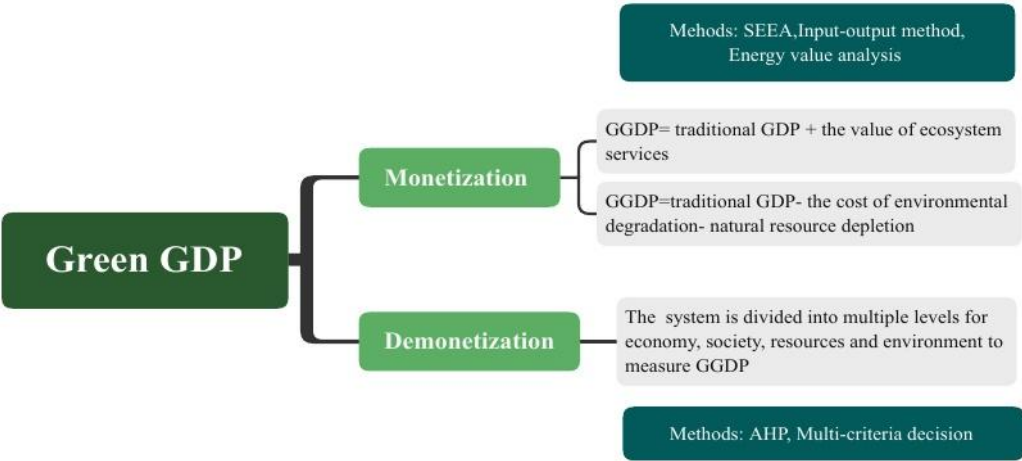 Mehods: SEEA,Input-output method,
Energy value analysis
GGDP= traditional GDP + the value of ecosystem
services
Monetization
GGDP=traditional GDP- the cost of environmental
degradation- natural resource depletion
Green GDP
The system is divided into multiple levels for
economy, society, resources and environment to
measure GGDP
Demonetization
Methods: AHP, Multi-criteria decision